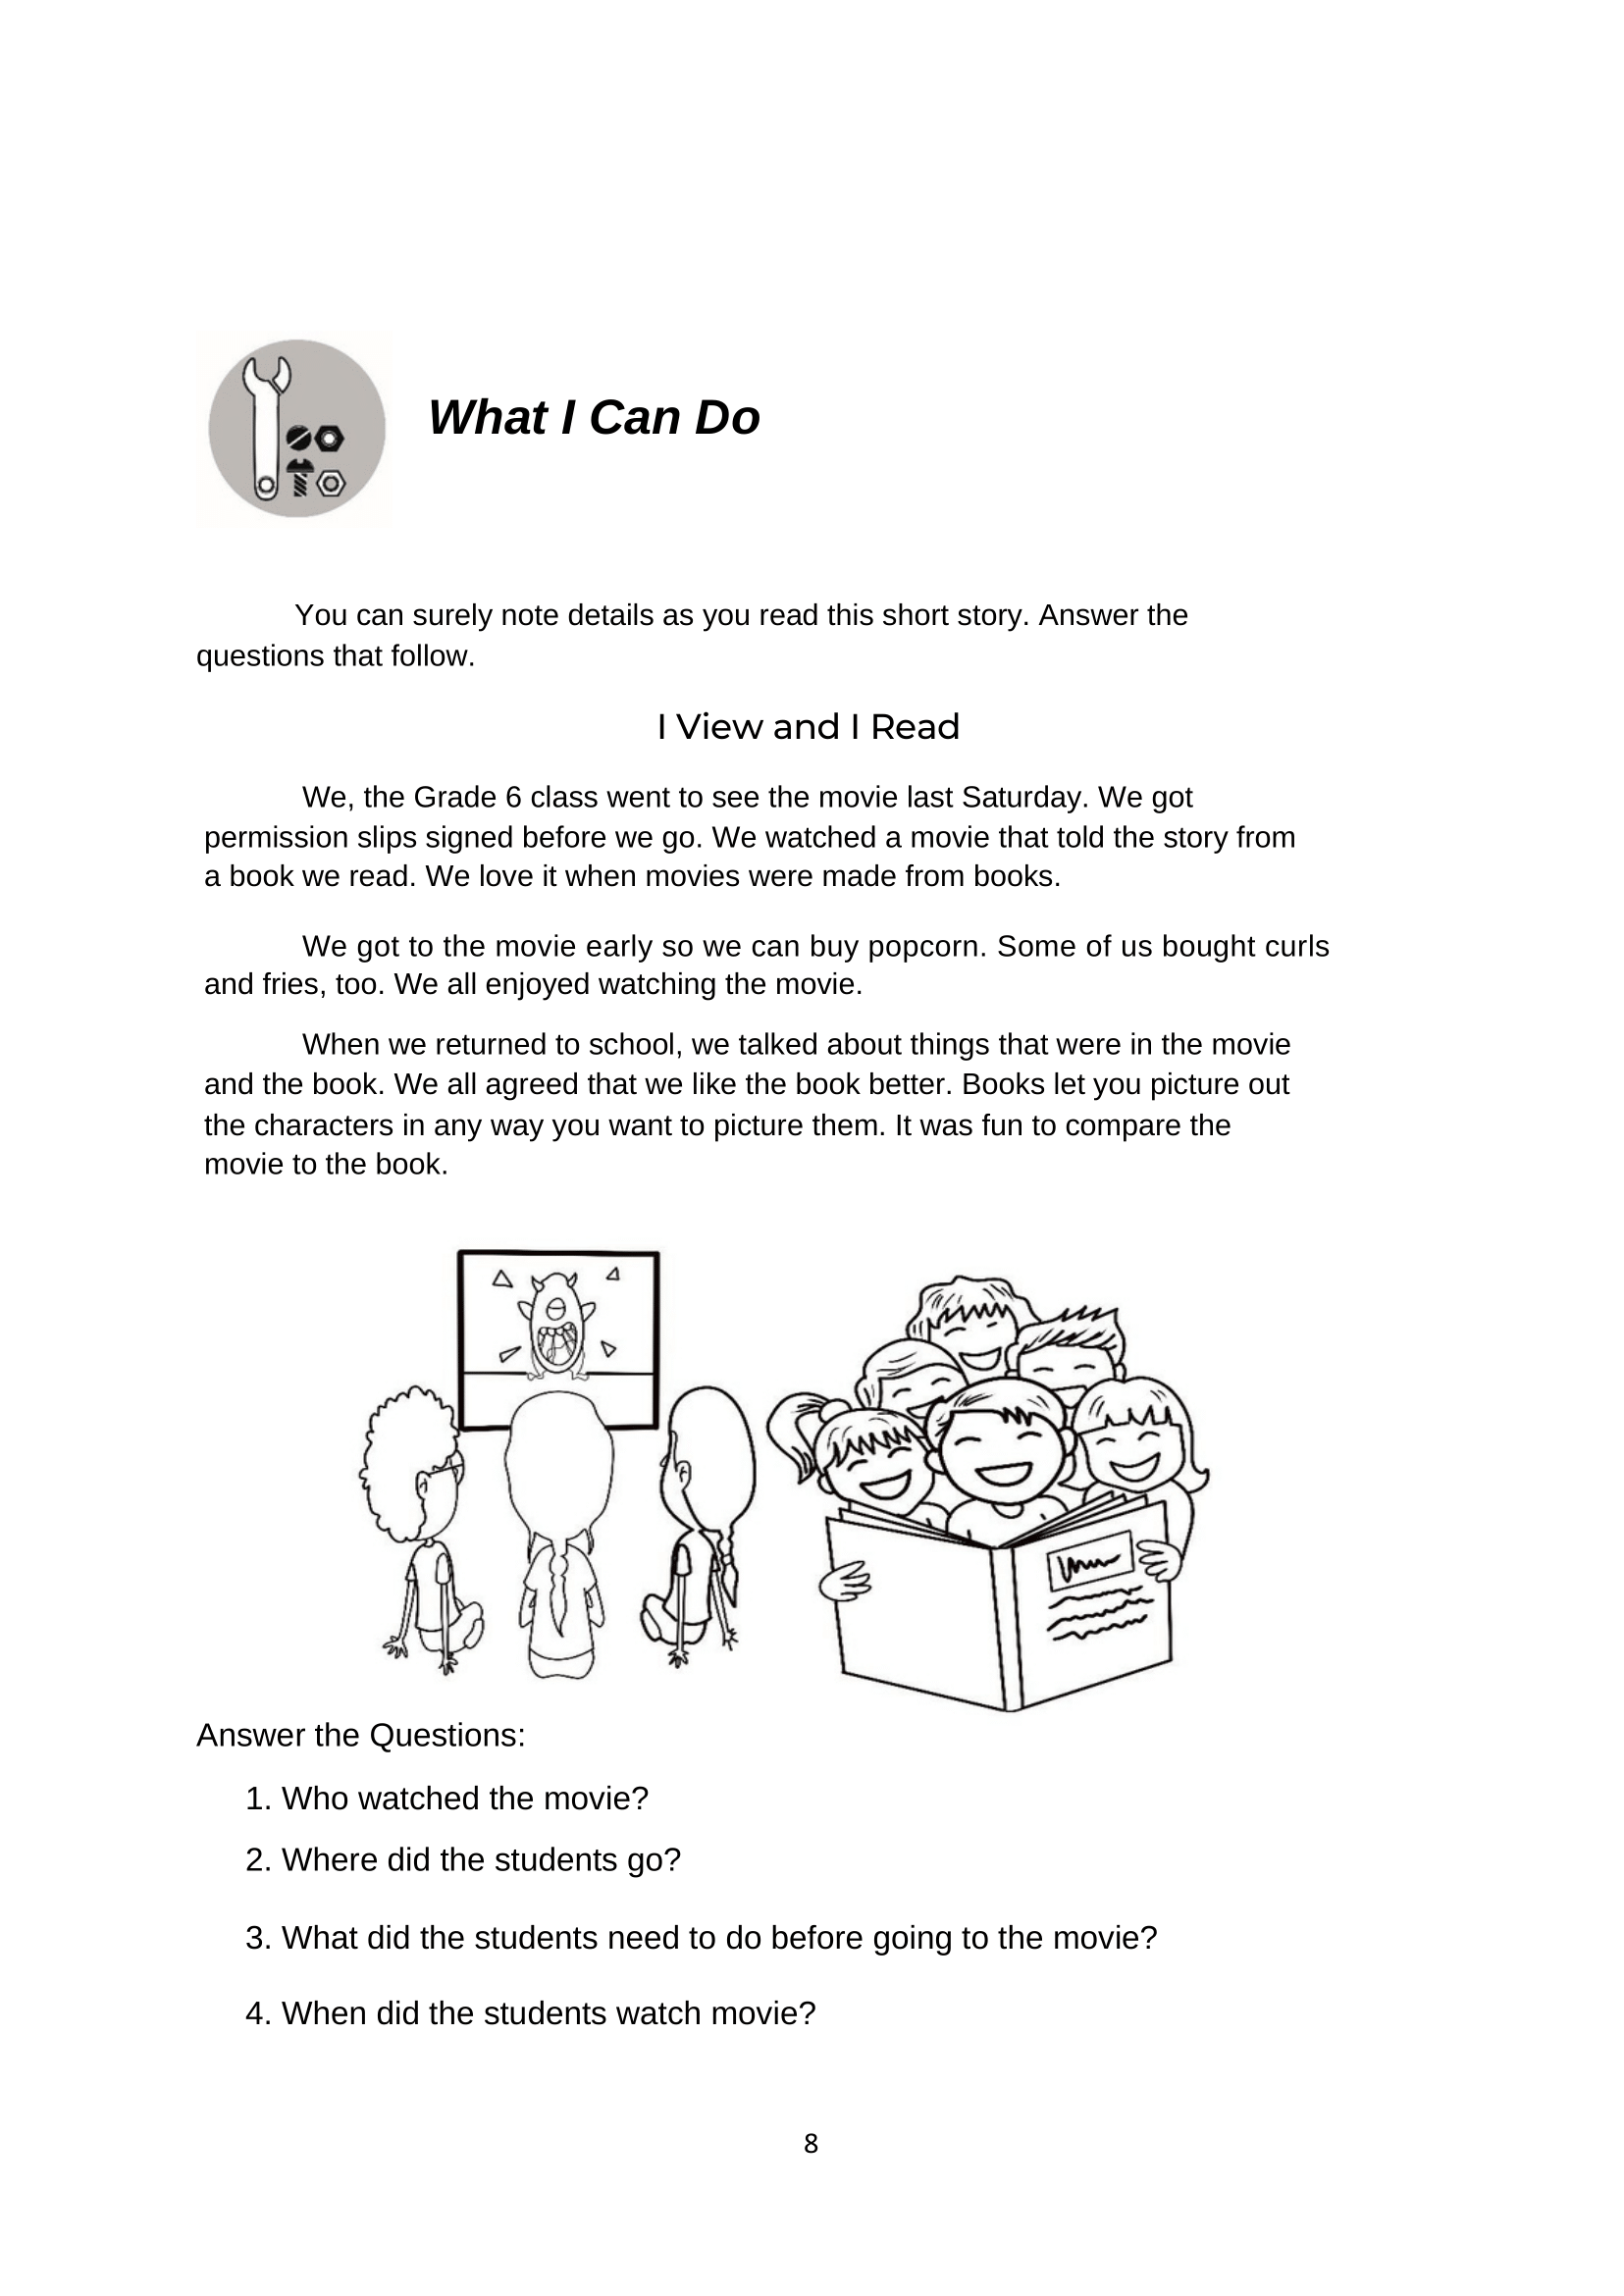 What I Can Do
You can surely note details as you read this short story. Answer the
questions that follow.
I View and I Read
We, the Grade 6 class went to see the movie last Saturday. We got
permission slips signed before we go. We watched a movie that told the story from
a book we read. We love it when movies were made from books.
We got to the movie early so we can buy popcorn. Some of us bought curls
and fries, too. We all enjoyed watching the movie.
When we returned to school, we talked about things that were in the movie
and the book. We all agreed that we like the book better. Books let you picture out
the characters in any way you want to picture them. It was fun to compare the
movie to the book.
Answer the Questions:
1. Who watched the movie?
2. Where did the students go?
3. What did the students need to do before going to the movie?
4. When did the students watch movie?
8